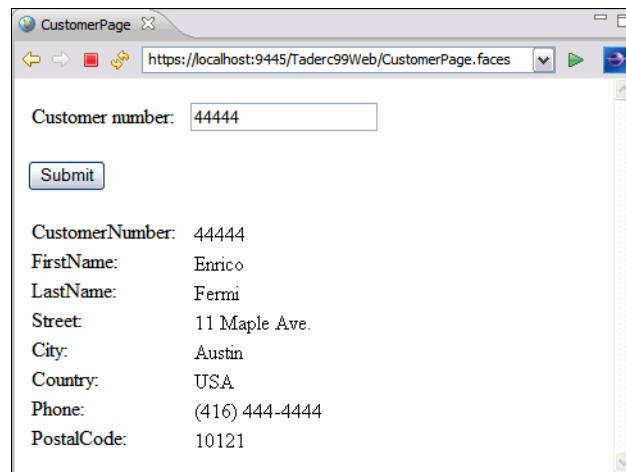 CustomerPage
https://localhost:9445/Taderc99Web/CustomerPage.faces
Customer number: 44444
Submit
CustomerNumber: 44444
FirstName: Enrico
LastName: Fermi
Street: 11 Maple Ave.
City: Austin
Country: USA
Phone: (416) 444-4444
PostalCode: 10121